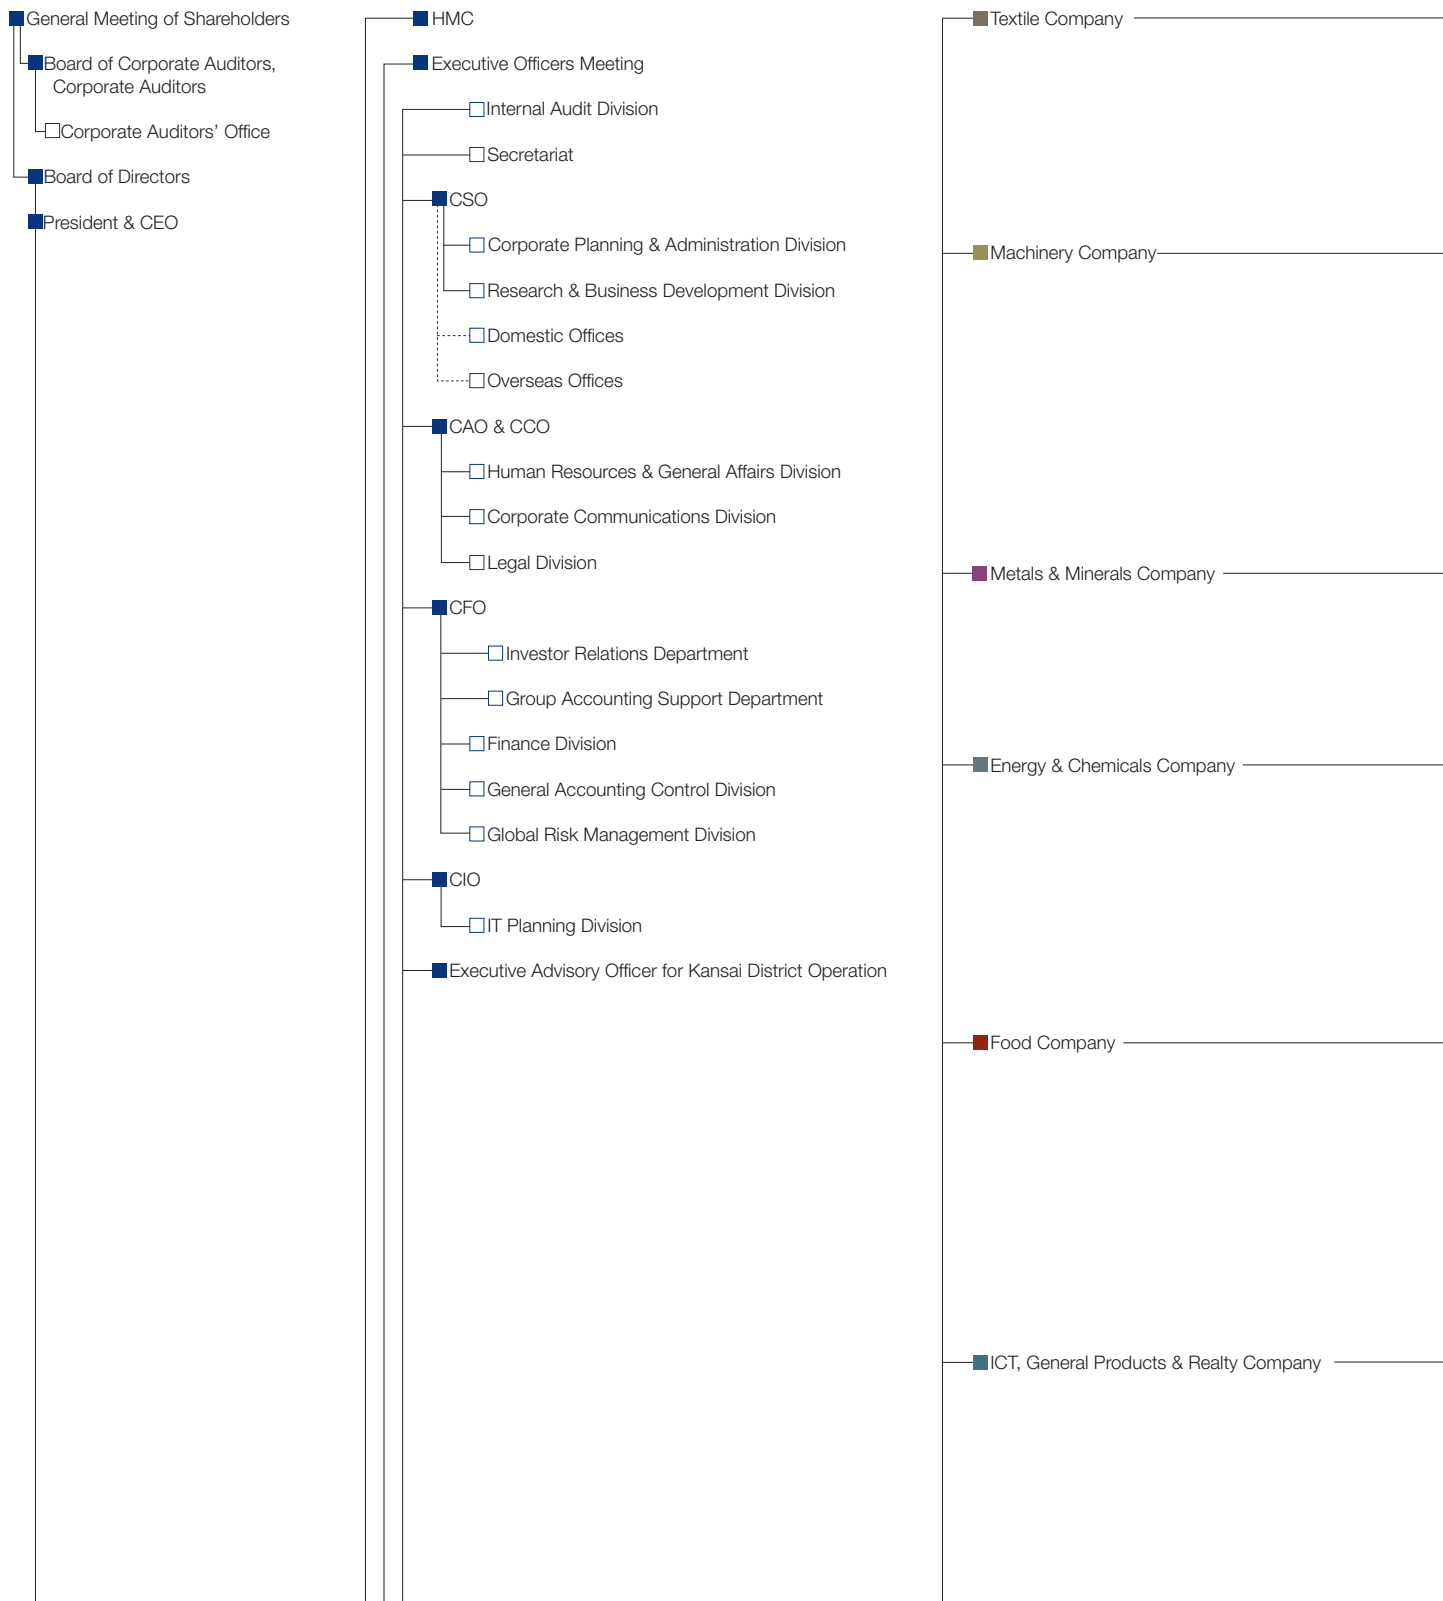 General Meeting of Shareholders
Board of Corporate Auditors,
Corporate Auditors
Corporate Auditors’ Office
Board of Directors
President & CEO
HMC
Executive Officers Meeting
Internal Audit Division
Secretariat
CSO
Corporate Planning & Administration Division
Research & Business Development Division
Domestic Offices
Overseas Offices
CAO & CCO
Human Resources & General Affairs Division
Corporate Communications Division
Legal Division
CFO
Investor Relations Department
Group Accounting Support Department
Finance Division
General Accounting Control Division
Global Risk Management Division
CIO
IT Planning Division
Executive Advisory Officer for Kansai District Operation
Textile Company
Machinery Company
Metals & Minerals Company
Energy & Chemicals Company
Food Company
ICT, General Products & Realty Company